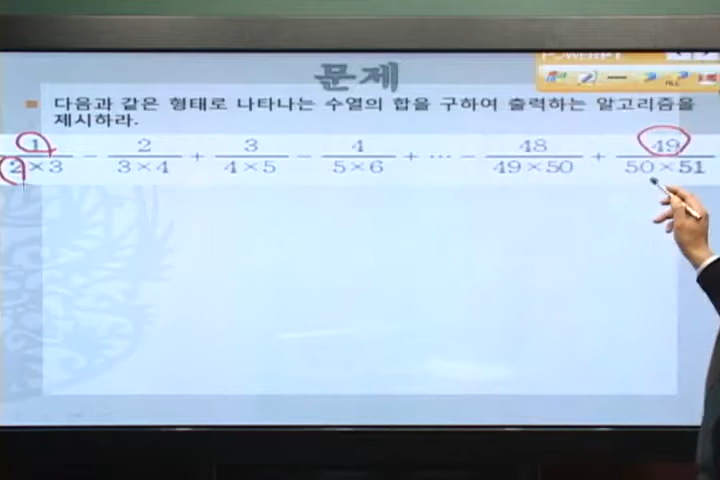 문제
다음과 같은 형태로 나타나는 수열의 합을 구하여 출력하는 알고리즘을
제시하라.
1/2×3 − 2/3×4 + 3/4×5 − 4/5×6 + ··· − 48/49×50 + 49/50×51